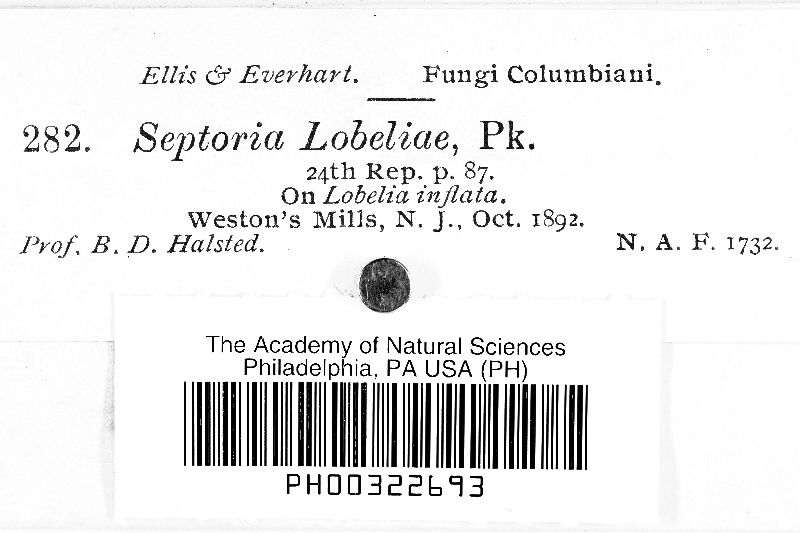 Ellis & Everhart. Fungi Columbiani.
282. Septoria Lobeliae, Pk.
24th Rep. p. 87.
On Lobelia inflata.
Weston's Mills, N. J., Oct. 1892.
Prof. B. D. Halsted. N. A. F. 1732.
The Academy of Natural Sciences
Philadelphia, PA USA (PH)
PH00322693